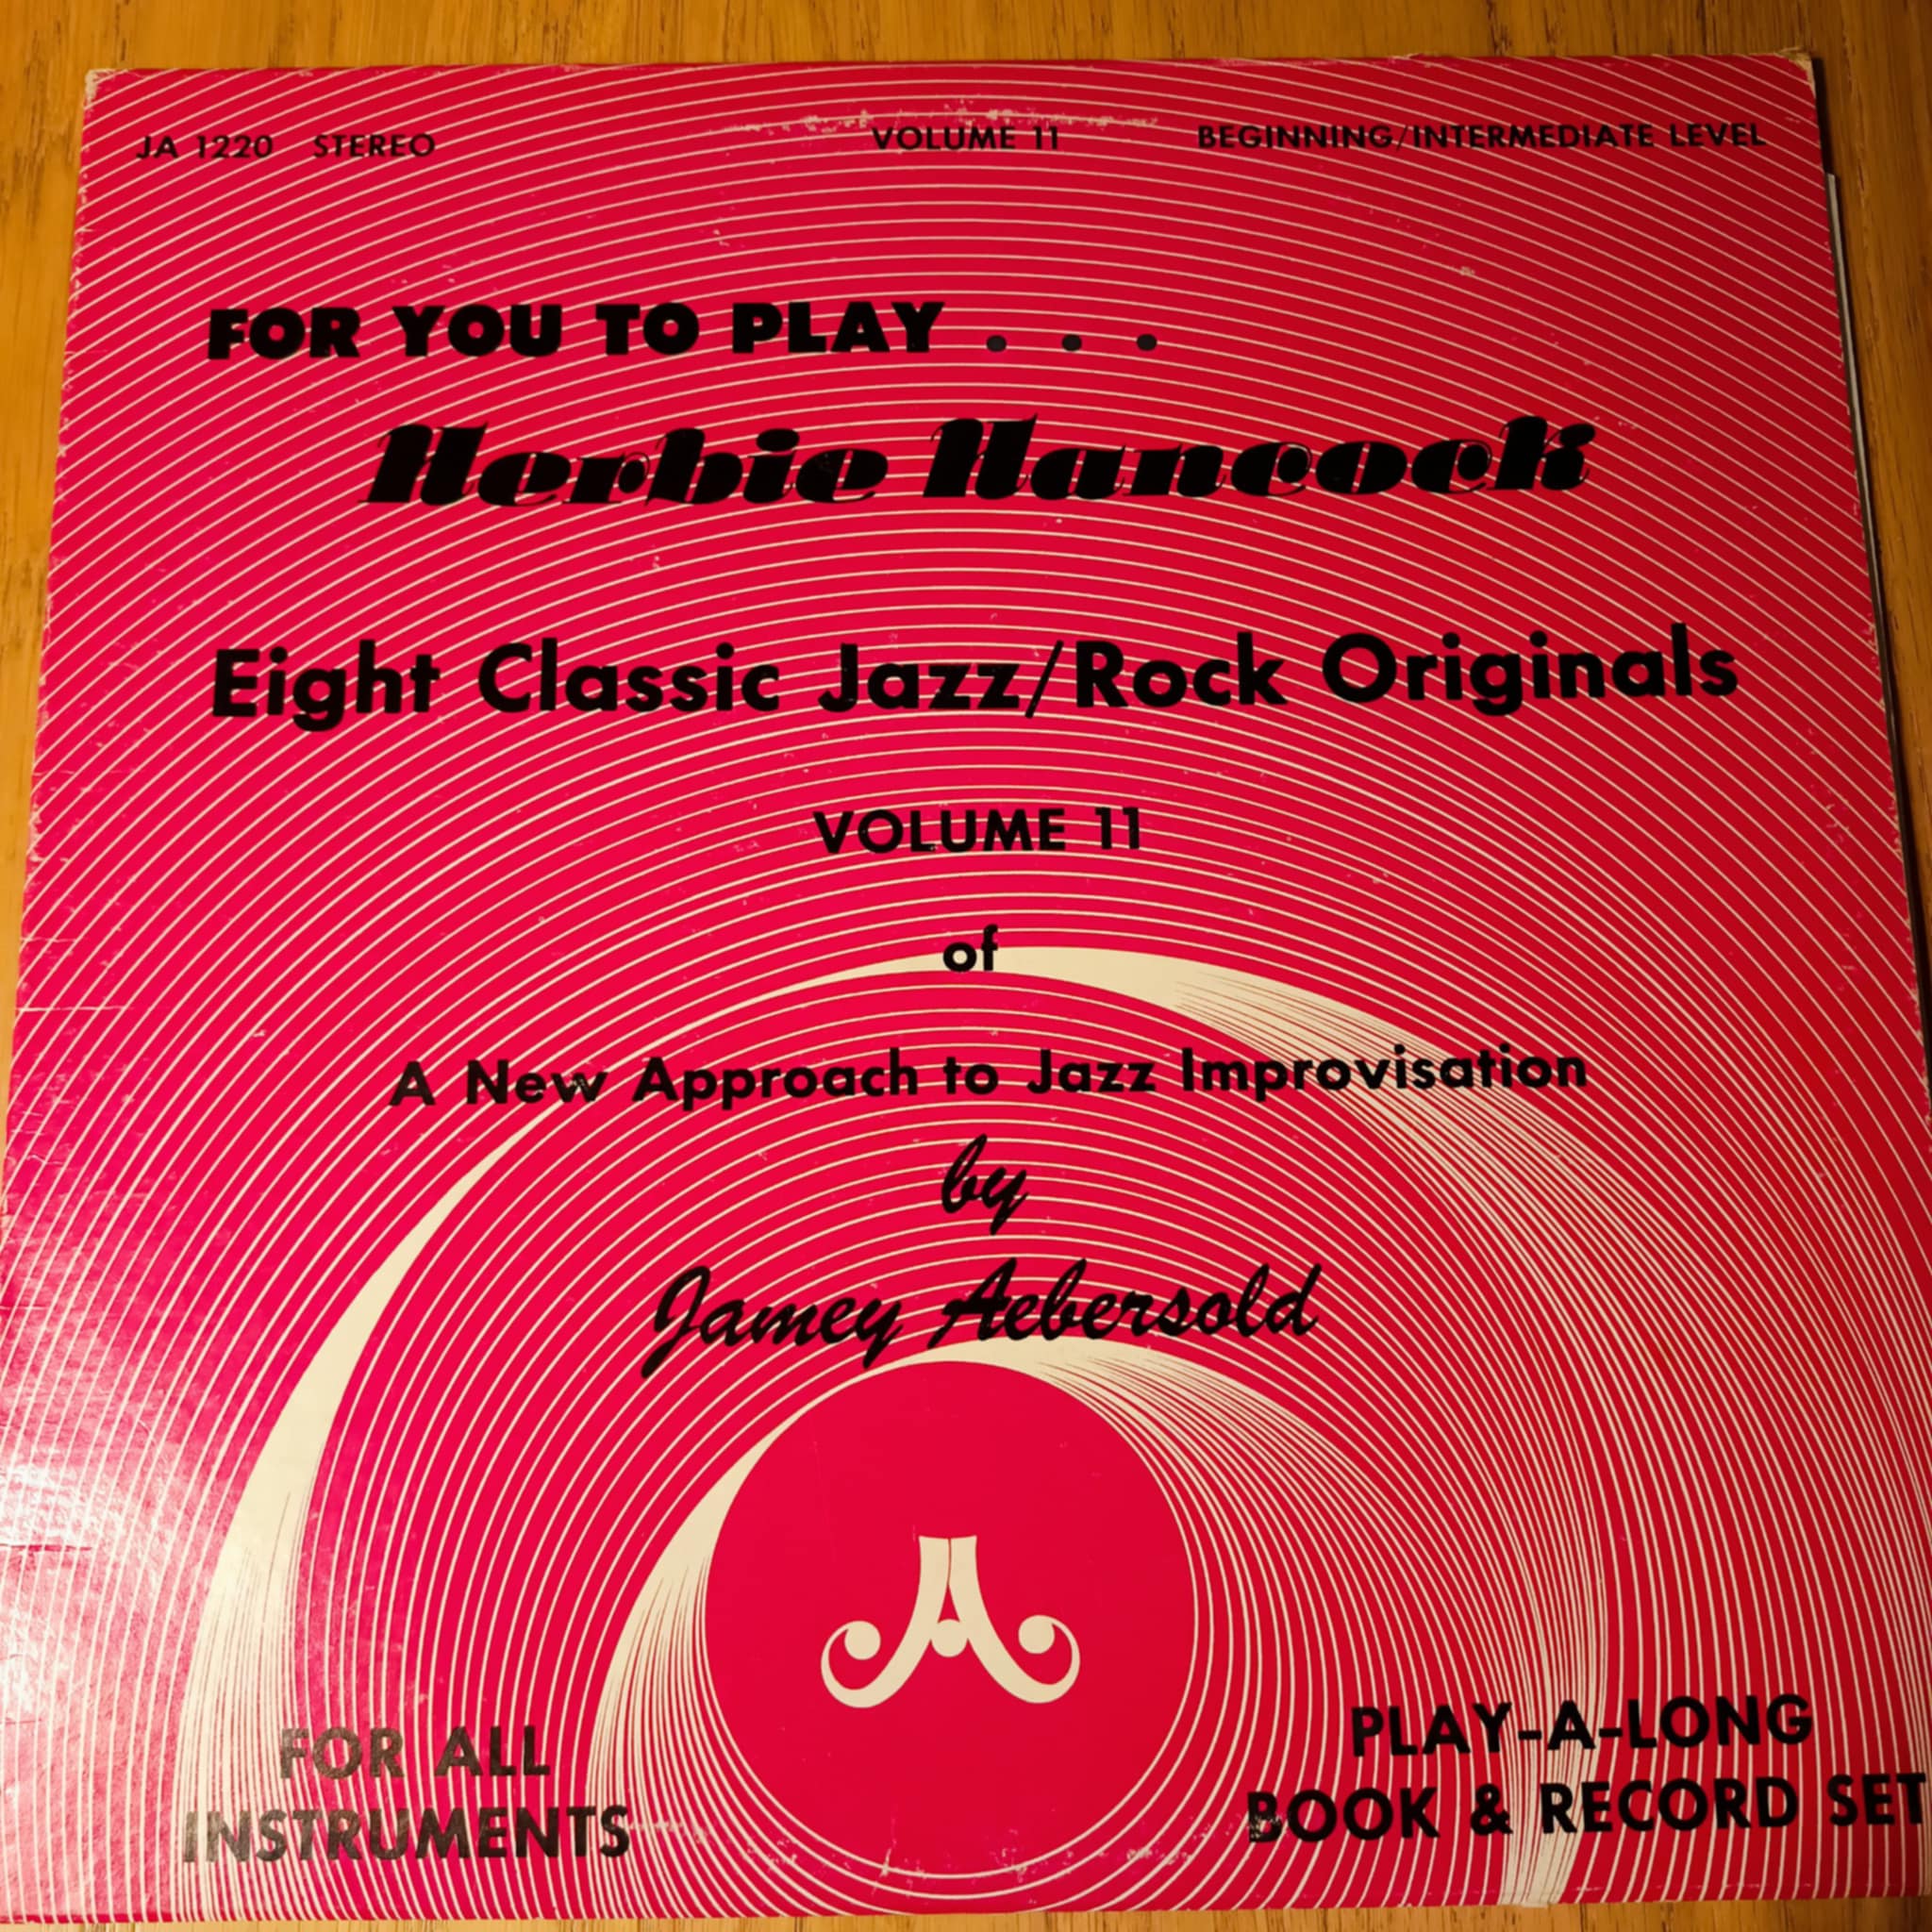 JA 1220 STEREO VOLUME 11 BEGINNING/INTERMEDIATE LEVEL
FOR YOU TO PLAY . . .
Herbie Hancock
Eight Classic Jazz/Rock Originals
VOLUME 11
of
A New Approach to Jazz Improvisation
by
Jamey Aebersold
A
FOR ALL
INSTRUMENTS
PLAY-A-LONG
BOOK & RECORD SET